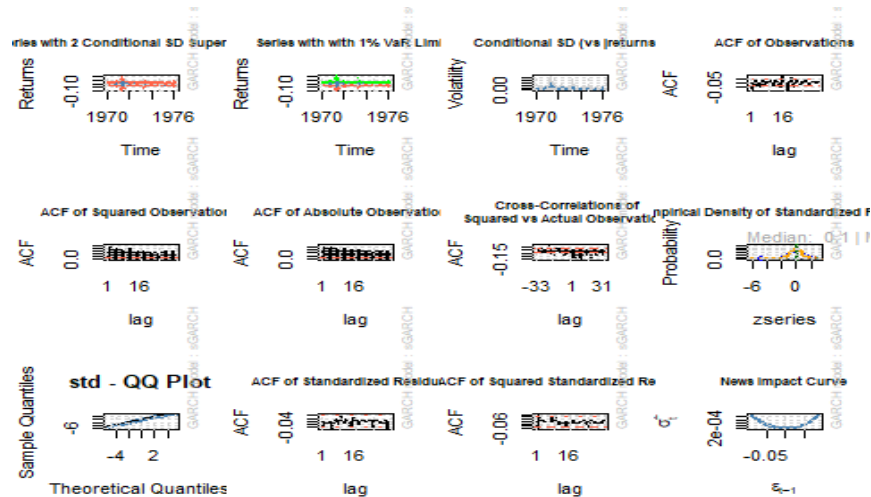 ries with 2 Conditional SD Super
Series with with 1% VaR Limi
Conditional SD (vs |returns
ACF of Observations
Returns
-0.10
1970 1976
Time
Returns
-0.10
1970 1976
Time
Volatility
0.00
1970 1976
Time
ACF
-0.05
1 16
lag
ACF of Squared Observation
ACF of Absolute Observatio
Cross-Correlations of
Squared vs Actual Observatio
npirical Density of Standardized R
ACF
0.0
1 16
lag
ACF
0.0
1 16
lag
ACF
-0.15
-33 1 31
lag
Probability
0.0
Median: 0.1 | M
-6 0
zseries
std - QQ Plot
ACF of Standardized Residu
ACF of Squared Standardized Re
News Impact Curve
Sample Quantiles
-6
-4 2
Theoretical Quantiles
ACF
-0.04
1 16
lag
ACF
-0.06
1 16
lag
2e-04
-0.05
εt−1